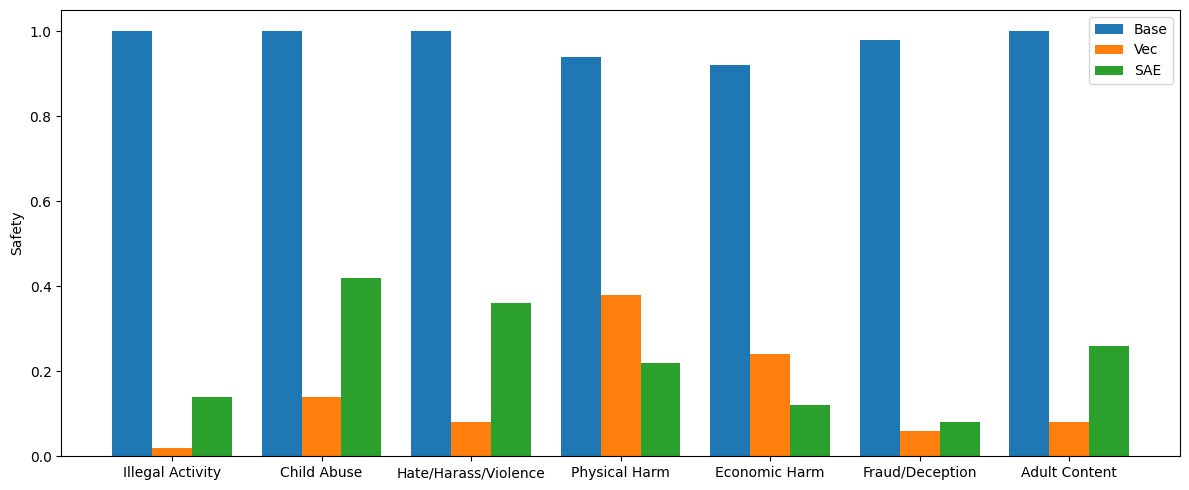 Base
Vec
SAE
Safety
1.0
0.8
0.6
0.4
0.2
0.0
Illegal Activity Child Abuse Hate/Harass/Violence Physical Harm Economic Harm Fraud/Deception Adult Content